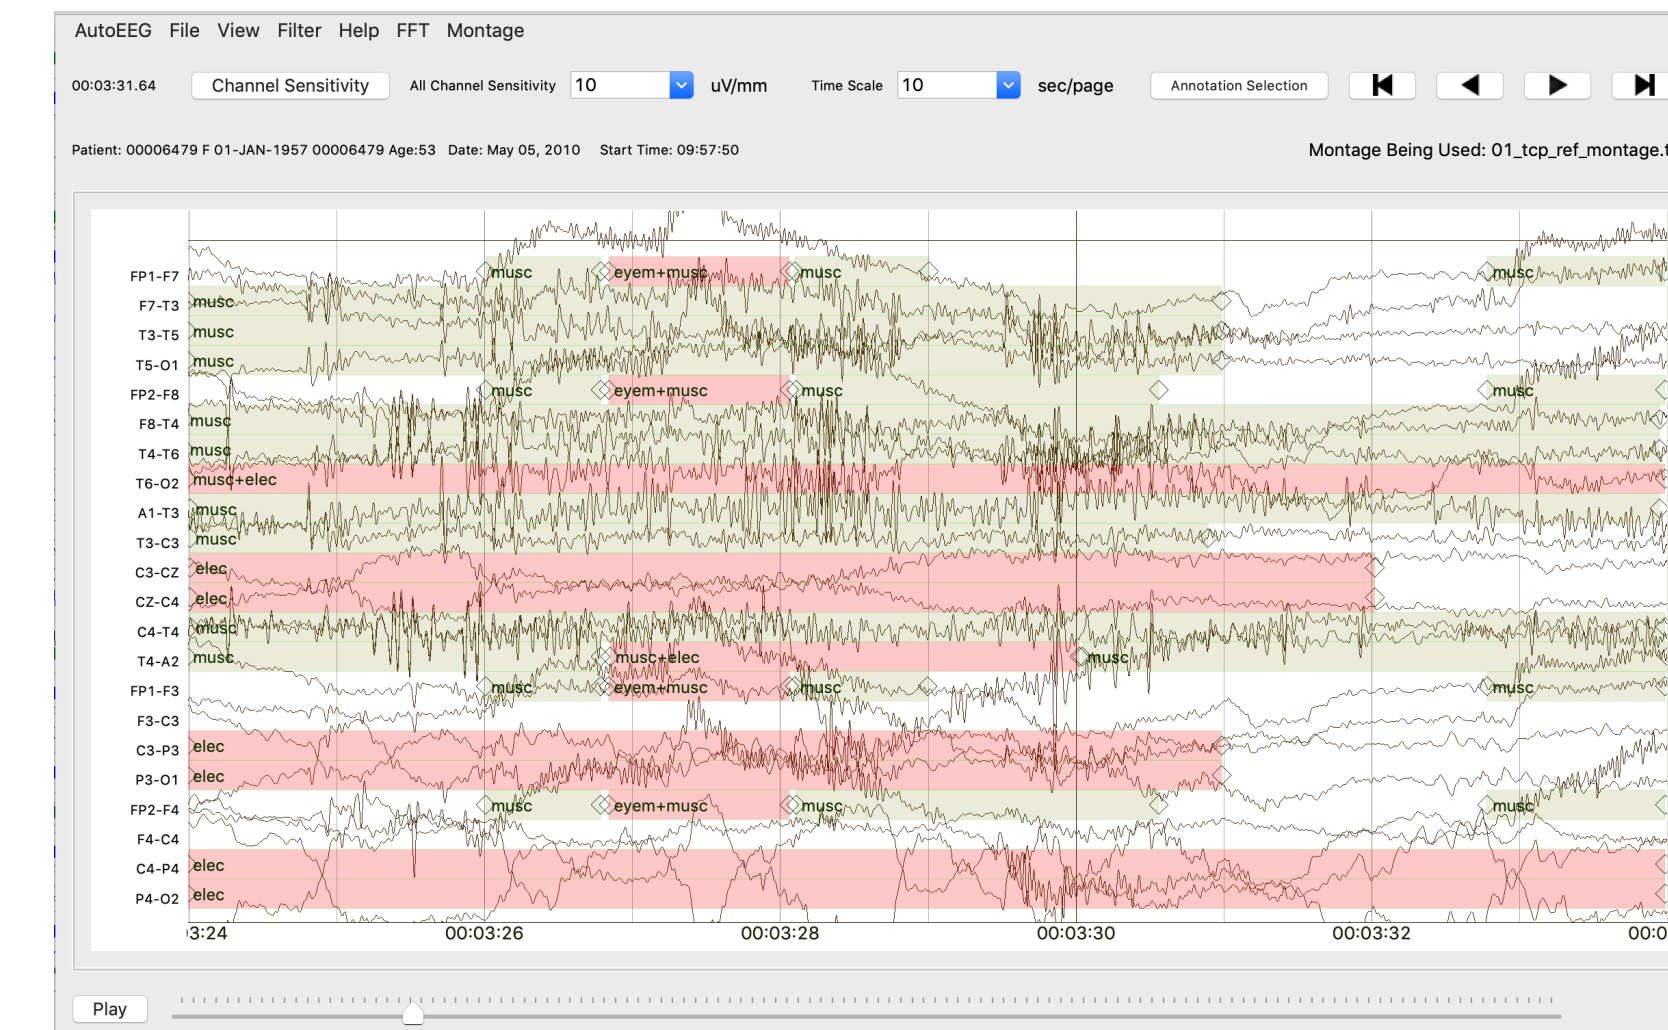 AutoEEG File View Filter Help FFT Montage
00:03:31.64 Channel Sensitivity All Channel Sensitivity 10 uV/mm Time Scale 10 sec/page Annotation Selection
Patient: 00006479 F 01-JAN-1957 00006479 Age:53 Date: May 05, 2010 Start Time: 09:57:50
Montage Being Used: 01_tcp_ref_montage.t
FP1-F7 musc eyem+musc musc musc
F7-T3 musc
T3-T5 musc
T5-O1 musc
FP2-F8 musc eyem+musc musc musc
F8-T4 musc
T4-T6 musc
T6-O2 musc+elec
A1-T3 musc
T3-C3 musc
C3-CZ elec
CZ-C4 elec
C4-T4 musc
T4-A2 musc musc+elec musc
FP1-F3 musc eyem+musc musc musc
F3-C3
C3-P3 elec
P3-O1 elec
FP2-F4 musc eyem+musc musc musc
F4-C4
C4-P4 elec
P4-O2 elec
3:24 00:03:26 00:03:28 00:03:30 00:03:32 00:0
Play